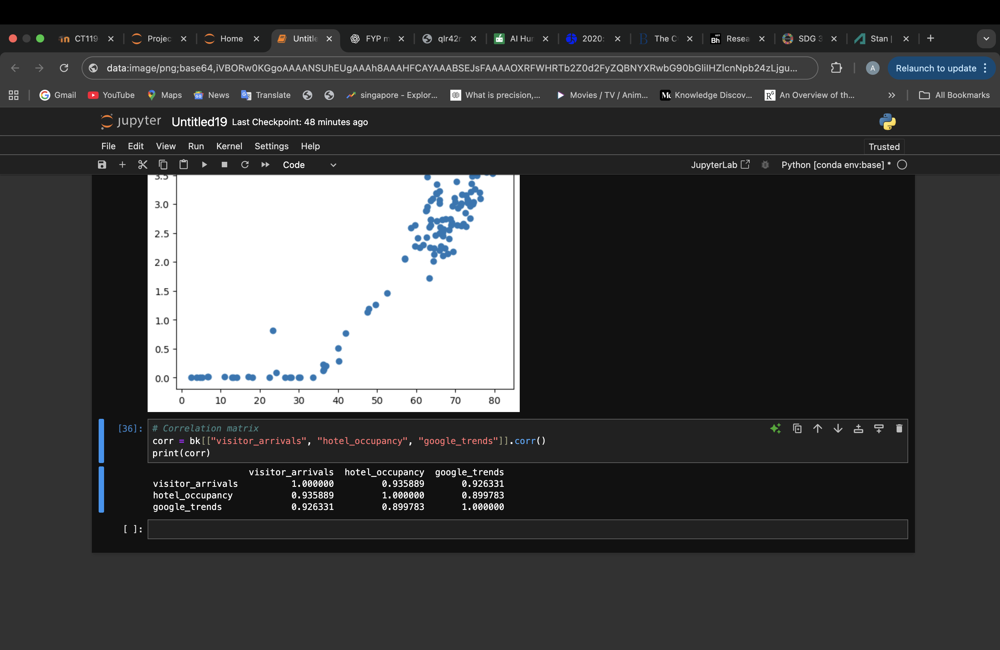 CT119
Projec
Home
Untitle
FYP m
qlr42r
AI Hur
2020:
B
The C
107
Bh
Resea
SDG 3
Stan |
data:image/png;base64,iVBORw0KGgoAAAANSUhEUgAAAh8AAAHFCAYAAABSEJsFAAAAOXRFWHRTb2Z0d2FyZQBNYXRwbG90bGliIHZlcnNpb24zLjgu...
A
Relaunch to update
Gmail
YouTube
Maps
News
Translate
singapore - Explor...
What is precision,...
Movies / TV / Anim...
Knowledge Discov...
An Overview of th...
All Bookmarks
jupyter Untitled19 Last Checkpoint: 48 minutes ago
File Edit View Run Kernel Settings Help
Trusted
Code
JupyterLab
Python [conda env:base] *
3.5
3.0
2.5
2.0
1.5
1.0
0.5
0.0
0 10 20 30 40 50 60 70 80
[36]: # Correlation matrix
corr = bk[["visitor_arrivals", "hotel_occupancy", "google_trends"]].corr()
print(corr)
visitor_arrivals hotel_occupancy google_trends
visitor_arrivals 1.000000 0.935889 0.926331
hotel_occupancy 0.935889 1.000000 0.899783
google_trends 0.926331 0.899783 1.000000
[ ]: